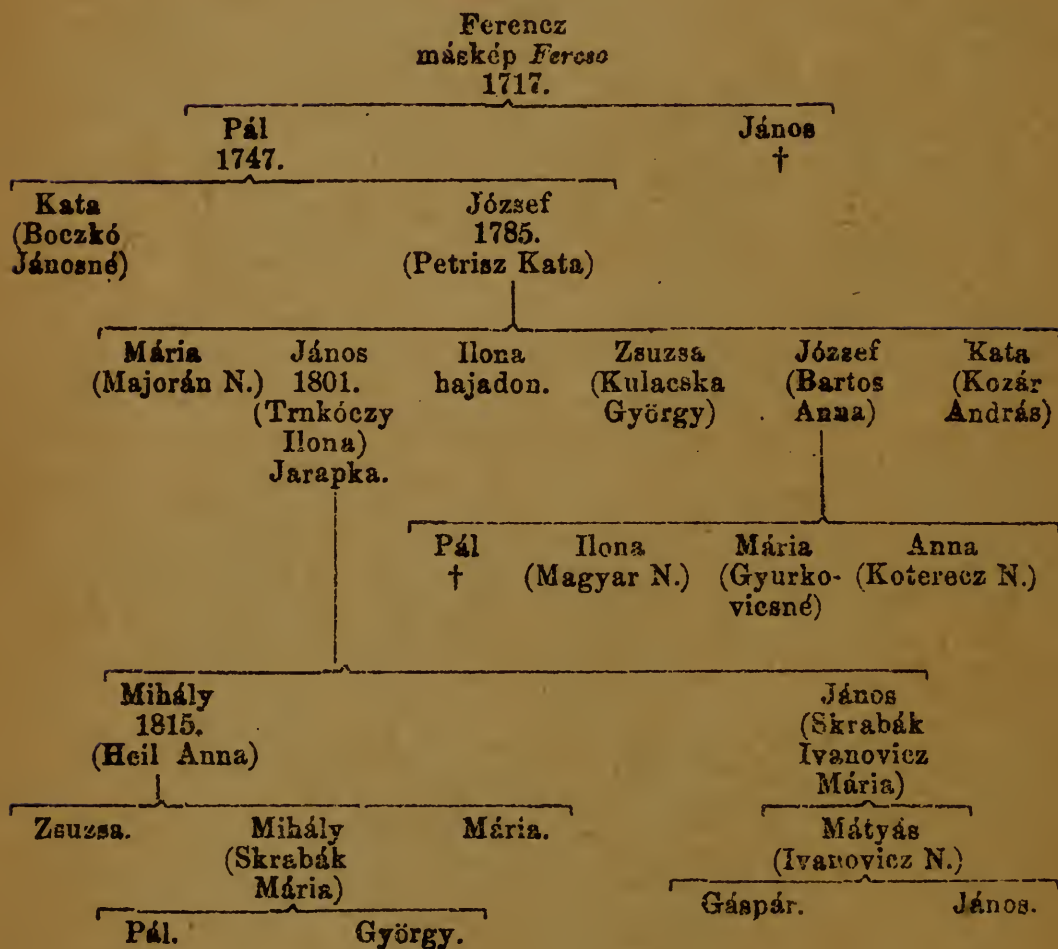 Ferencz
máskép Fercso
1717.
Pál János
1747. †
Kata József
(Boczkó 1785.
Jánosné) (Petrisz Kata)
Mária János Ilona Zsuzsa József Kata
(Majorán N.) 1801. hajadon. (Kulacska (Bartos (Kozár
(Trnkóczy György) Anna) András)
Ilona)
Jarapka.
Pál Ilona Mária Anna
† (Magyar N.) (Gyurko- (Koterecz N.)
vicsné)
Mihály János
1815. (Skrabák
(Heil Anna) Ivanovicz
Mária)
Zsuzsa. Mihály Mária. Mátyás
(Skrabák (Ivanovicz N.)
Mária) Gáspár. János.
Pál. György.